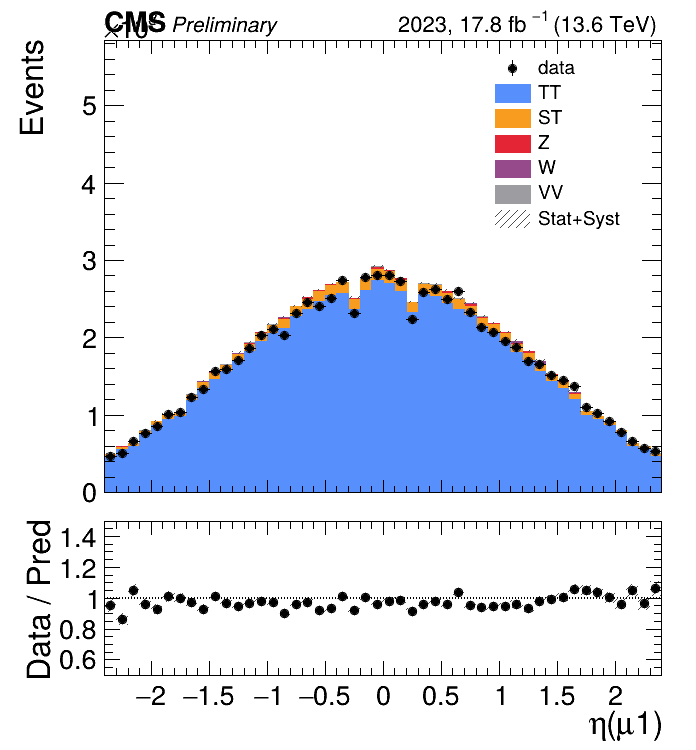 CMS Preliminary 2023, 17.8 fb⁻¹ (13.6 TeV)
Events
data
TT
ST
Z
W
VV
Stat+Syst
5
4
3
2
1
0
Data / Pred
1.4
1.2
1
0.8
0.6
−2 −1.5 −1 −0.5 0 0.5 1 1.5 2
η(μ1)